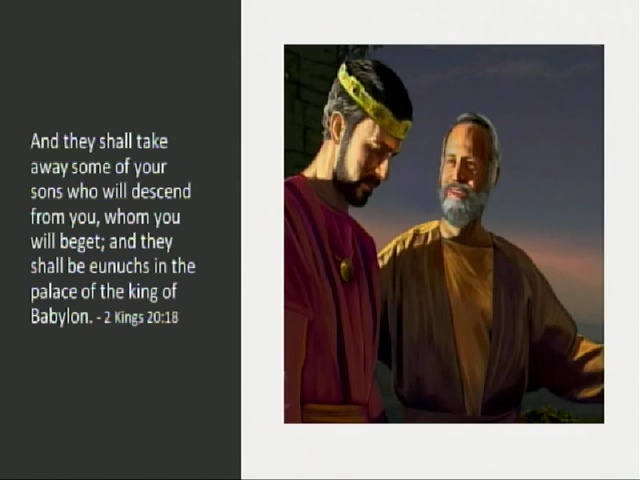 And they shall take
away some of your
sons who will descend
from you, whom you
will beget; and they
shall be eunuchs in the
palace of the king of
Babylon. - 2 Kings 20:18